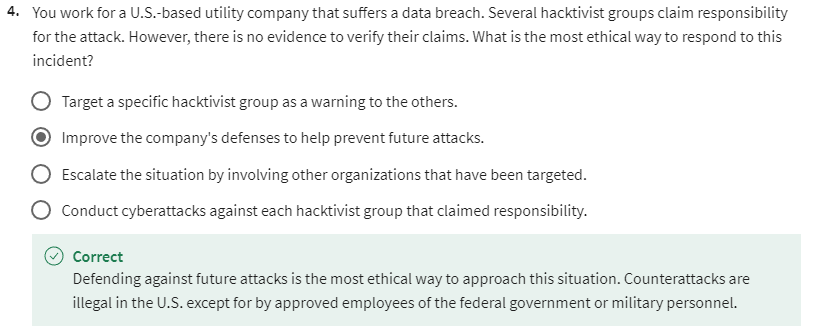 4. You work for a U.S.-based utility company that suffers a data breach. Several hacktivist groups claim responsibility
for the attack. However, there is no evidence to verify their claims. What is the most ethical way to respond to this
incident?
Target a specific hacktivist group as a warning to the others.
Improve the company's defenses to help prevent future attacks.
Escalate the situation by involving other organizations that have been targeted.
Conduct cyberattacks against each hacktivist group that claimed responsibility.
Correct
Defending against future attacks is the most ethical way to approach this situation. Counterattacks are
illegal in the U.S. except for by approved employees of the federal government or military personnel.